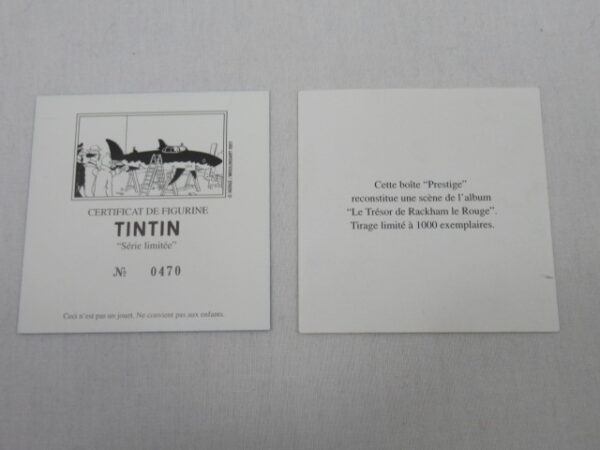 CERTIFICAT DE FIGURINE
TINTIN
"Série limitée"
№ 0470
Ceci n'est pas un jouet. Ne convient pas aux enfants.
Cette boîte "Prestige"
reconstitue une scène de l'album
"Le Trésor de Rackham le Rouge".
Tirage limité à 1000 exemplaires.